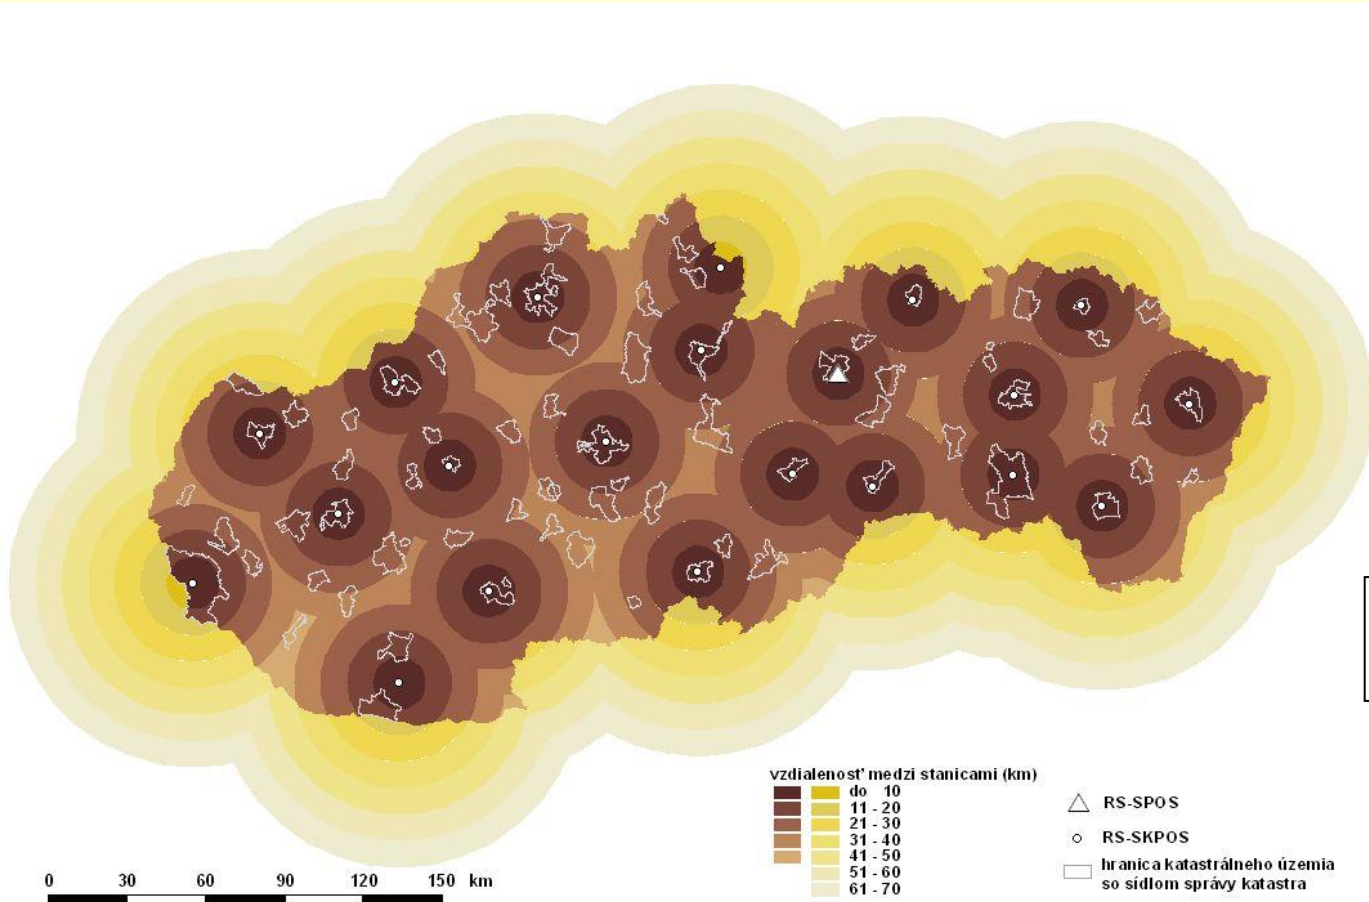 vzdialenosť medzi stanicami (km)
do 10
11 - 20
21 - 30
31 - 40
41 - 50
51 - 60
61 - 70
RS-SPOS
RS-SKPOS
hranica katastrálneho územia
so sídlom správy katastra
0 30 60 90 120 150 km